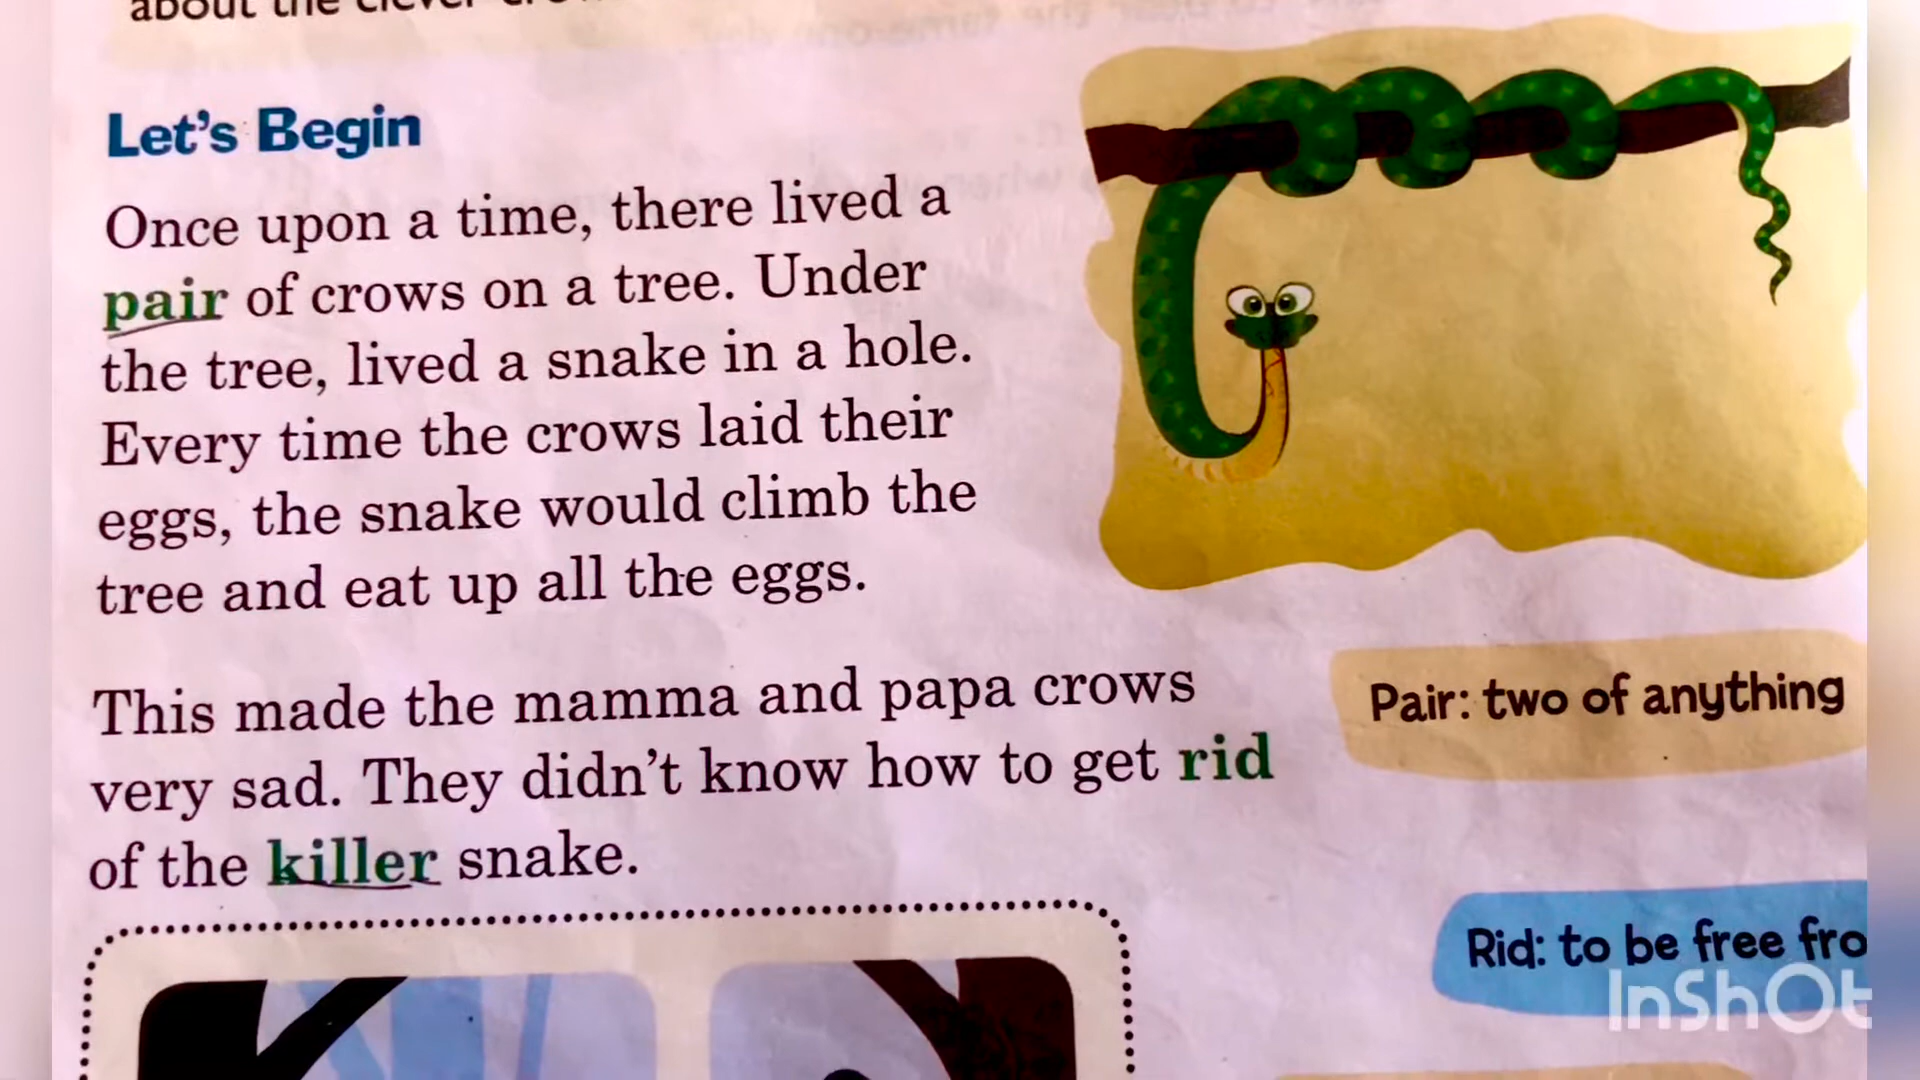 about the clever
Let's Begin
Once upon a time, there lived a
pair of crows on a tree. Under
the tree, lived a snake in a hole.
Every time the crows laid their
eggs, the snake would climb the
tree and eat up all the eggs.
This made the mamma and papa crows
very sad. They didn't know how to get rid
of the killer snake.
Pair: two of anything
Rid: to be free fro
InShOt